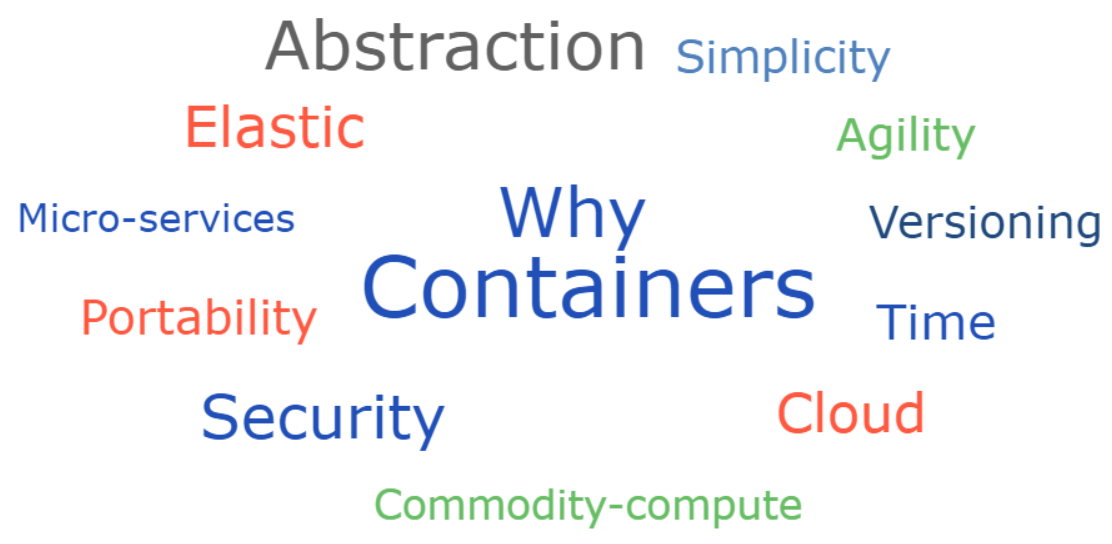 Abstraction
Simplicity
Elastic
Agility
Micro-services
Why
Containers
Versioning
Portability
Time
Security
Cloud
Commodity-compute